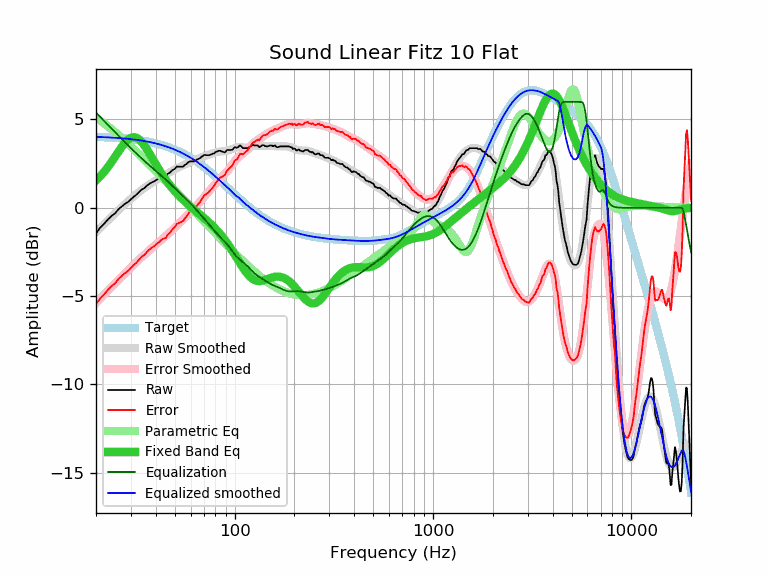 Sound Linear Fitz 10 Flat
Amplitude (dBr)
5
0
−5
−10
−15
Target
Raw Smoothed
Error Smoothed
Raw
Error
Parametric Eq
Fixed Band Eq
Equalization
Equalized smoothed
100
1000
10000
Frequency (Hz)